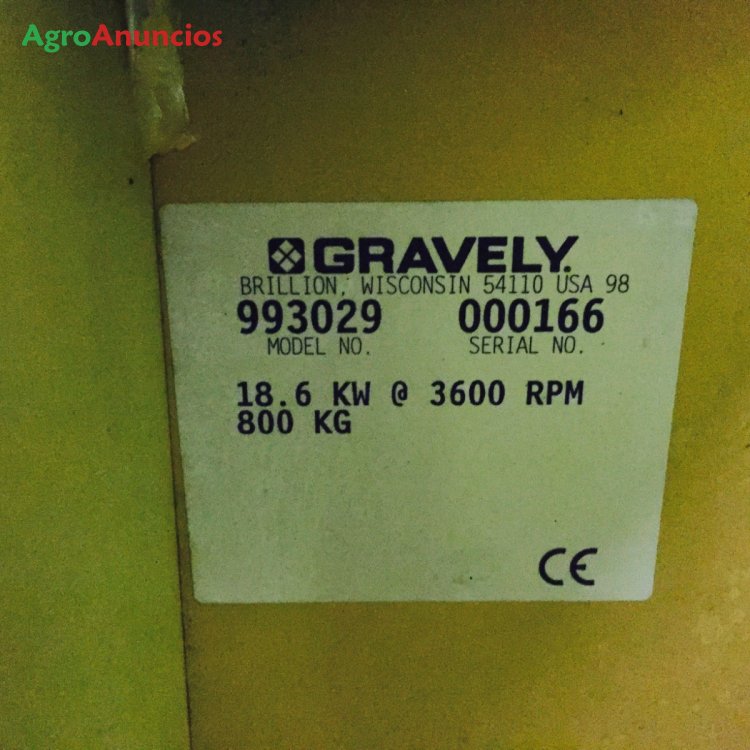 AgroAnuncios
GRAVELY.
BRILLION, WISCONSIN 54110 USA 98
993029 000166
MODEL NO. SERIAL NO.
18.6 KW @ 3600 RPM
800 KG
CE